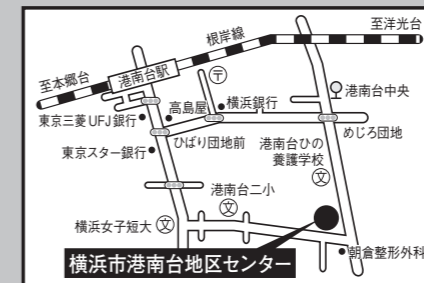 至洋光台
根岸線
至本郷台
港南台駅
〒
港南台中央
高島屋
横浜銀行
東京三菱UFJ銀行
めじろ団地
ひばり団地前
港南台ひの
養護学校
東京スター銀行
文
港南台二小
文
横浜女子短大
文
朝倉整形外科
横浜市港南台地区センター